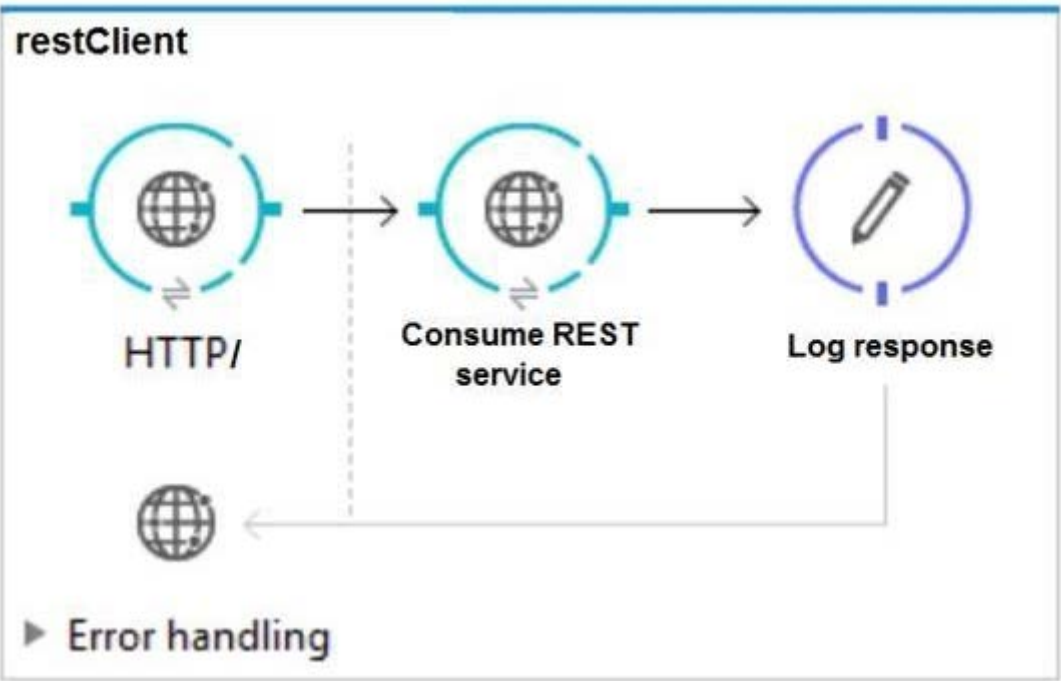 restClient
HTTP/
Consume REST
service
Log response
Error handling